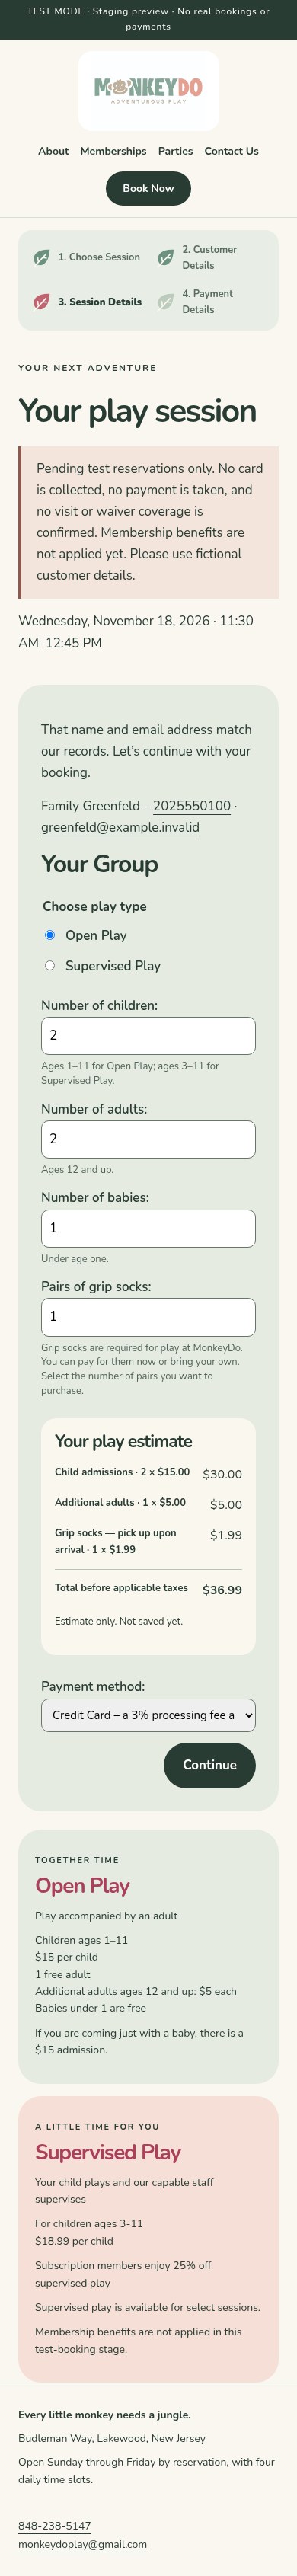 TEST MODE · Staging preview · No real bookings or
payments
MONKEYDO
ADVENTUROUS PLAY
About Memberships Parties Contact Us
Book Now
1. Choose Session
2. Customer
Details
3. Session Details
4. Payment
Details
YOUR NEXT ADVENTURE
Your play session
Pending test reservations only. No card
is collected, no payment is taken, and
no visit or waiver coverage is
confirmed. Membership benefits are
not applied yet. Please use fictional
customer details.
Wednesday, November 18, 2026 · 11:30
AM–12:45 PM
That name and email address match
our records. Let’s continue with your
booking.
Family Greenfeld – 2025550100 ·
greenfeld@example.invalid
Your Group
Choose play type
Open Play
Supervised Play
Number of children:
2
Ages 1–11 for Open Play; ages 3–11 for
Supervised Play.
Number of adults:
2
Ages 12 and up.
Number of babies:
1
Under age one.
Pairs of grip socks:
1
Grip socks are required for play at MonkeyDo.
You can pay for them now or bring your own.
Select the number of pairs you want to
purchase.
Your play estimate
Child admissions · 2 × $15.00 $30.00
Additional adults · 1 × $5.00 $5.00
Grip socks — pick up upon
arrival · 1 × $1.99 $1.99
Total before applicable taxes $36.99
Estimate only. Not saved yet.
Payment method:
Credit Card – a 3% processing fee a
Continue
TOGETHER TIME
Open Play
Play accompanied by an adult
Children ages 1–11
$15 per child
1 free adult
Additional adults ages 12 and up: $5 each
Babies under 1 are free
If you are coming just with a baby, there is a
$15 admission.
A LITTLE TIME FOR YOU
Supervised Play
Your child plays and our capable staff
supervises
For children ages 3-11
$18.99 per child
Subscription members enjoy 25% off
supervised play
Supervised play is available for select sessions.
Membership benefits are not applied in this
test-booking stage.
Every little monkey needs a jungle.
Budleman Way, Lakewood, New Jersey
Open Sunday through Friday by reservation, with four
daily time slots.
848-238-5147
monkeydoplay@gmail.com